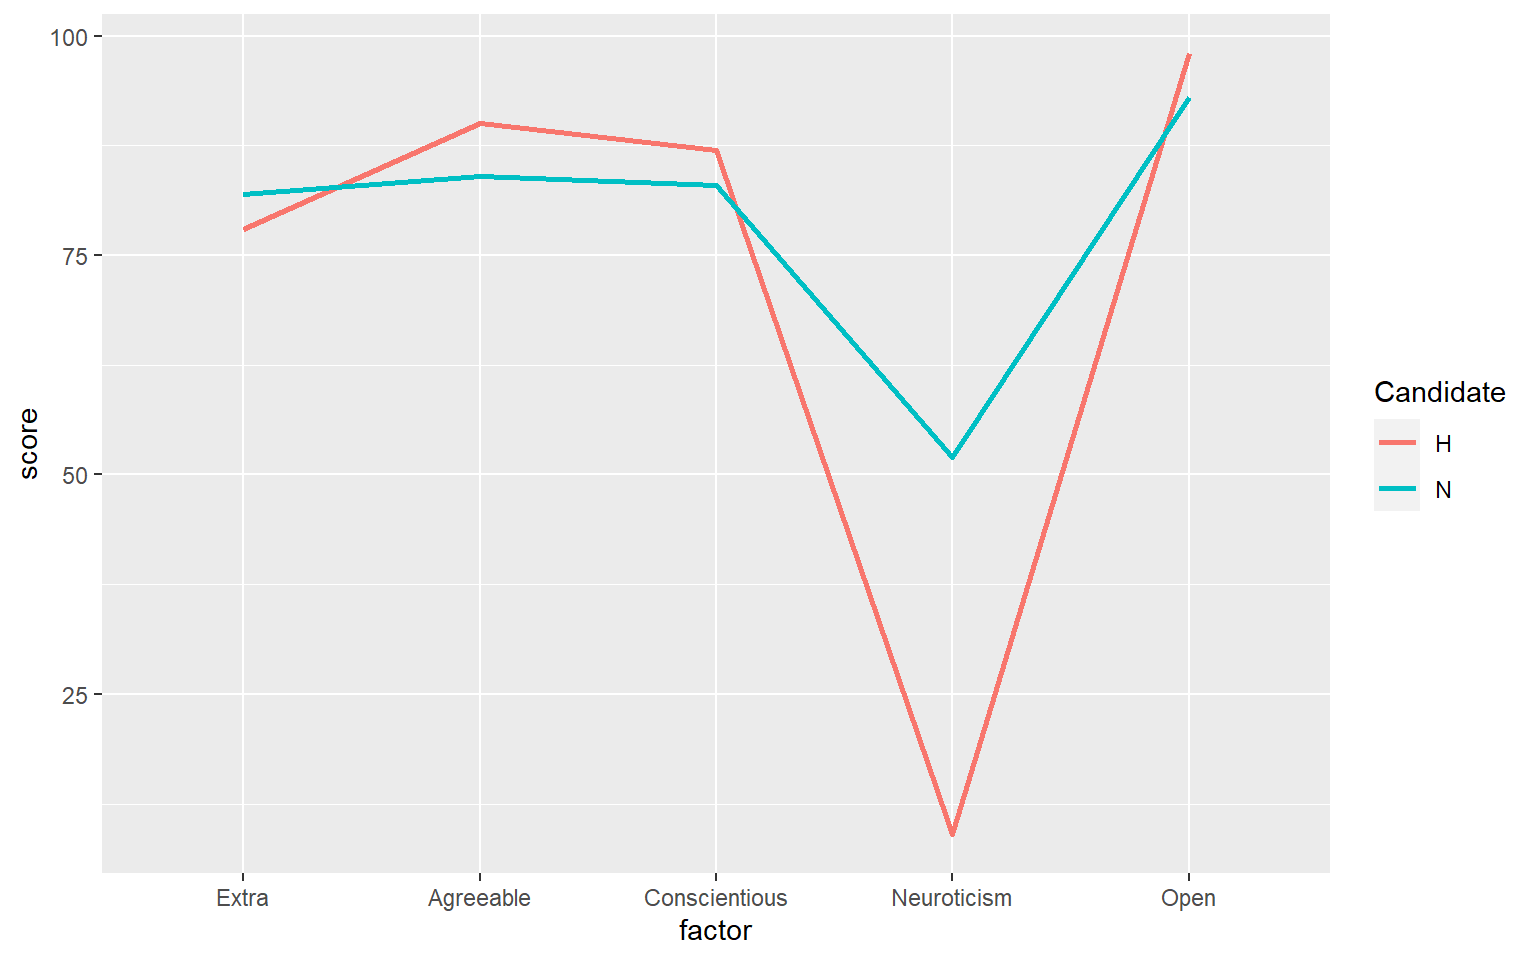 100
75
50
25
score
Extra
Agreeable
Conscientious
Neuroticism
Open
factor
Candidate
H
N